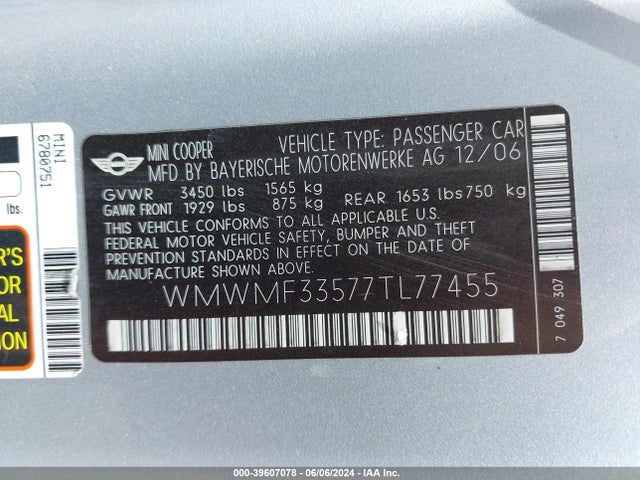 MINI
6780751
lbs.
R'S
OR
AL
N
MINI COOPER
VEHICLE TYPE: PASSENGER CAR
MFD. BY BAYERISCHE MOTORENWERKE AG 12/06
GVWR 3450 lbs 1565 kg
GAWR FRONT 1929 lbs 875 kg REAR 1653 lbs 750 kg
THIS VEHICLE CONFORMS TO ALL APPLICABLE U.S.
FEDERAL MOTOR VEHICLE SAFETY, BUMPER AND THEFT
PREVENTION STANDARDS IN EFFECT ON THE DATE OF
MANUFACTURE SHOWN ABOVE.
WMWMF33577TL77455
7 049 307
000-39607078 - 06/06/2024 - IAA Inc.